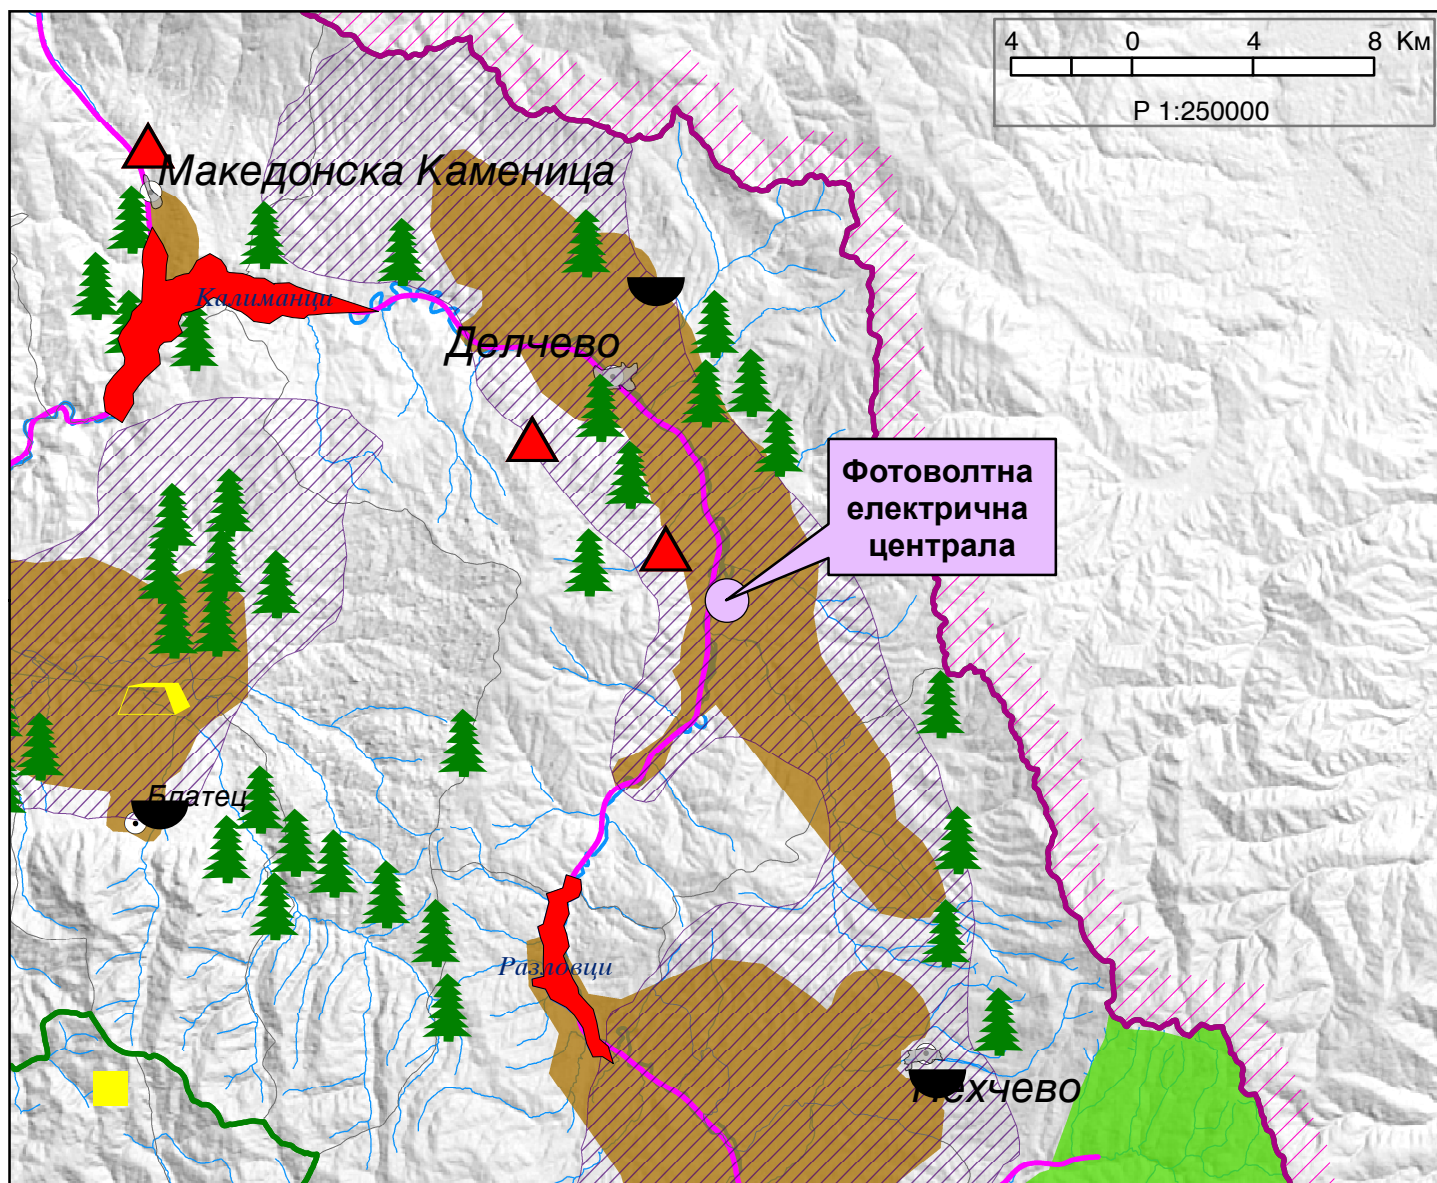 4 0 4 8 Км
Р 1:250000
Македонска Каменица
Калиманци
Делчево
Фотоволтна
електрична
централа
Блатец
Разловци
Пехчево